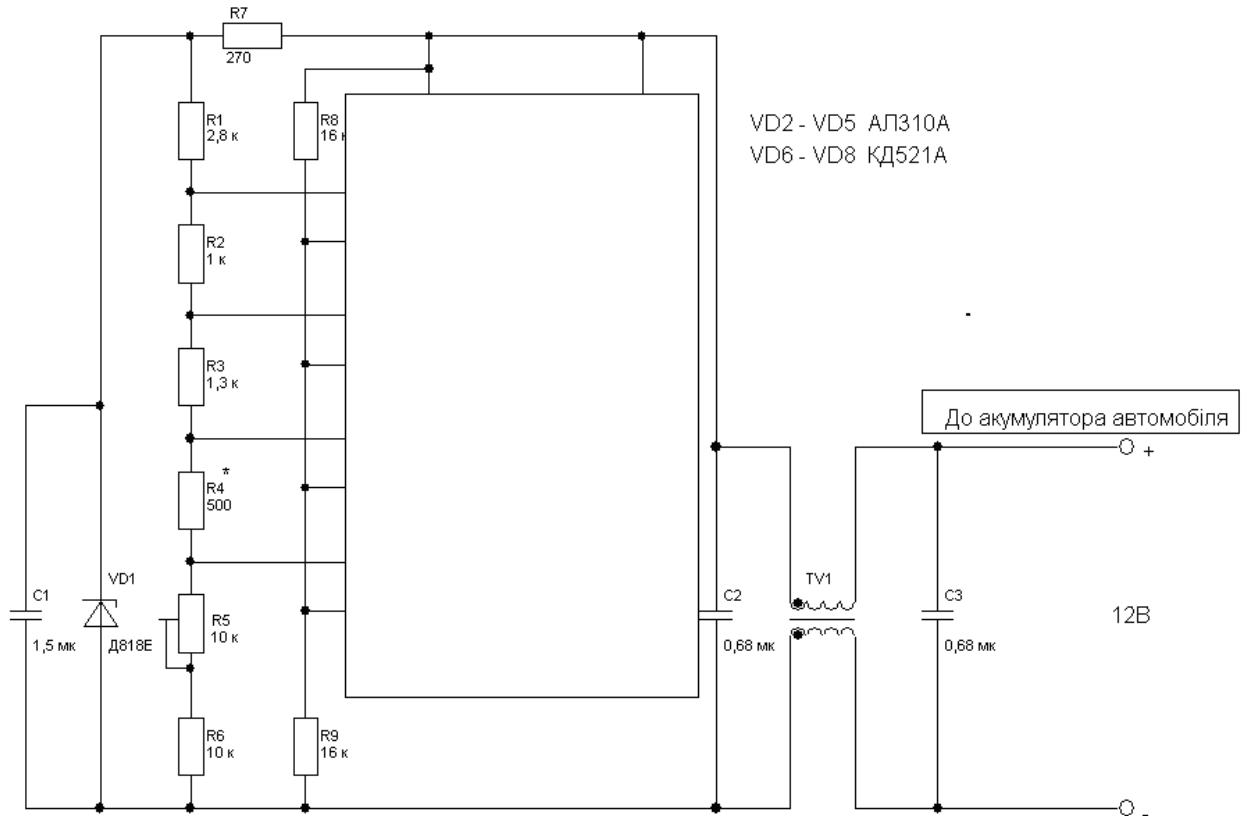 R7
270
R1
2,8 к
R8
16 к
VD2 - VD5 АЛ310А
VD6 - VD8 КД521А
R2
1 к
R3
1,3 к
До акумулятора автомобіля
+
*
R4
500
VD1
Д818Е
C1
1,5 мк
R5
10 к
C2
0,68 мк
TV1
C3
0,68 мк
12В
R6
10 к
R9
16 к
-